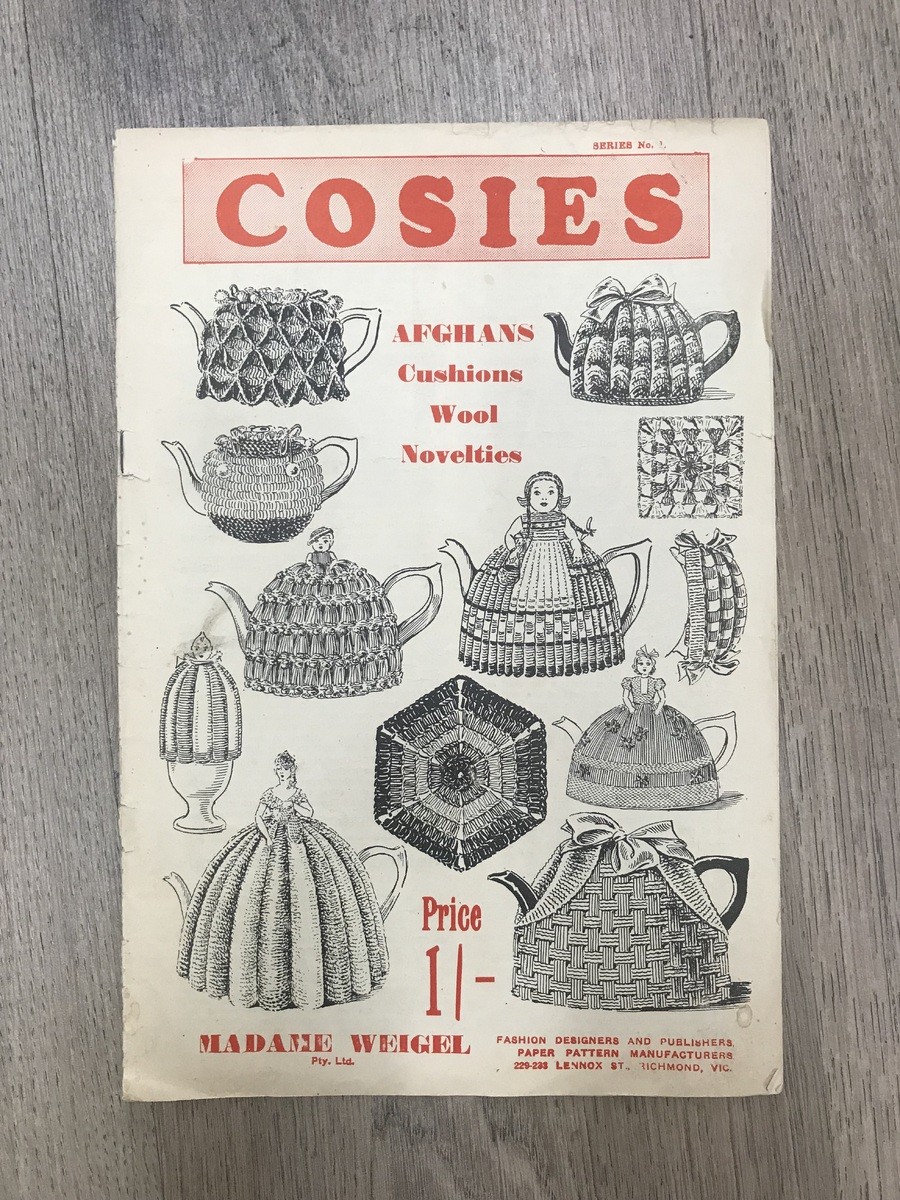 SERIES No.
COSIES
AFGHANS
Cushions
Wool
Novelties
Price
1/-
MADAME WEIGEL
Pty. Ltd.
FASHION DESIGNERS AND PUBLISHERS.
PAPER PATTERN MANUFACTURERS
229-233 LENNOX ST., RICHMOND, VIC.